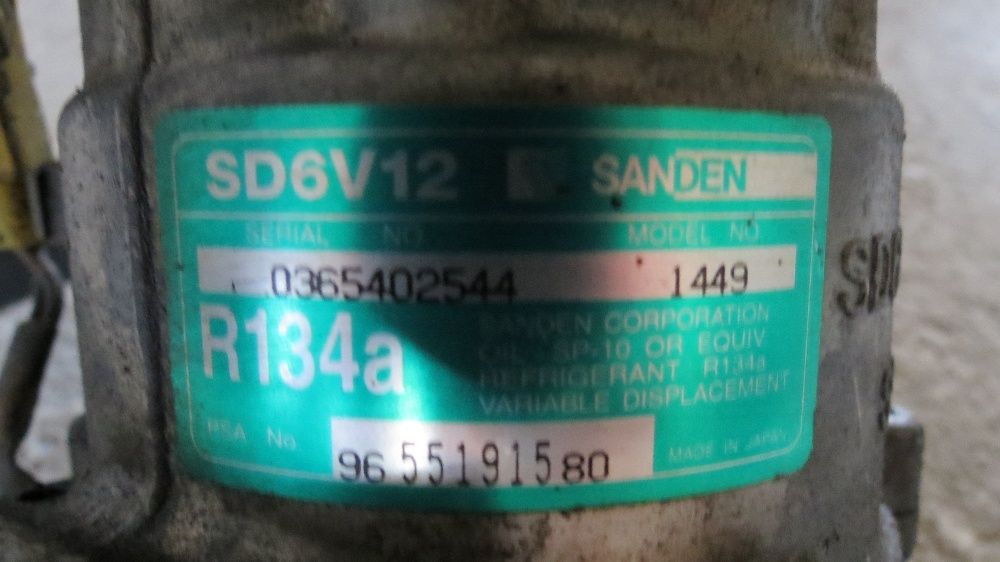 SD6V12 SANDEN
SERIAL NO. MODEL NO
0365402544 1449
R134a
SANDEN CORPORATION
OIL SP-10 OR EQUIV
REFRIGERANT R134a
VARIABLE DISPLACEMENT
PSA No. 96 551915 80
MADE IN JAPAN